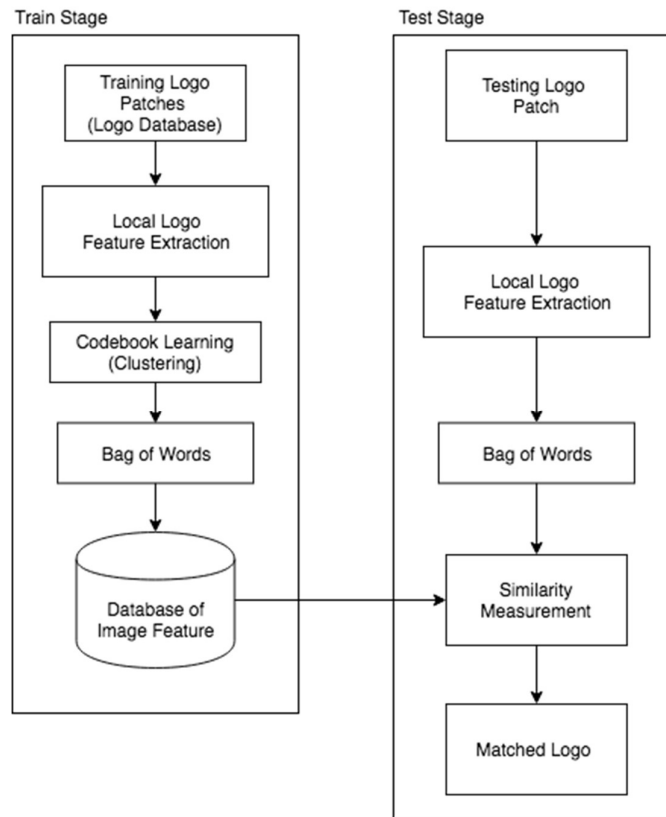 Train Stage
Training Logo
Patches
(Logo Database)
Local Logo
Feature Extraction
Codebook Learning
(Clustering)
Bag of Words
Database of
Image Feature
Test Stage
Testing Logo
Patch
Local Logo
Feature Extraction
Bag of Words
Similarity
Measurement
Matched Logo